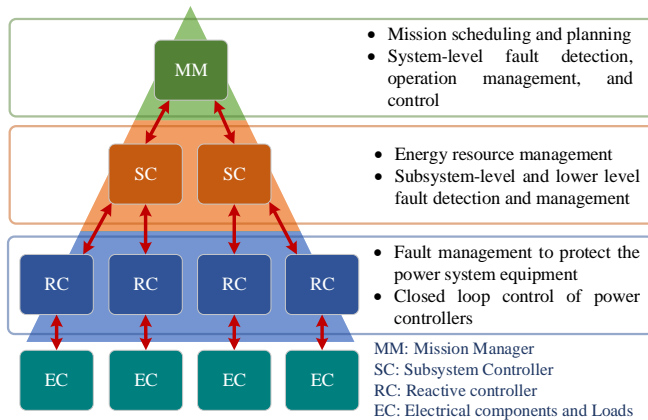 MM
• Mission scheduling and planning
• System-level fault detection,
operation management, and
control
SC SC
• Energy resource management
• Subsystem-level and lower level
fault detection and management
RC RC RC RC
• Fault management to protect the
power system equipment
• Closed loop control of power
controllers
EC EC EC EC
MM: Mission Manager
SC: Subsystem Controller
RC: Reactive controller
EC: Electrical components and Loads